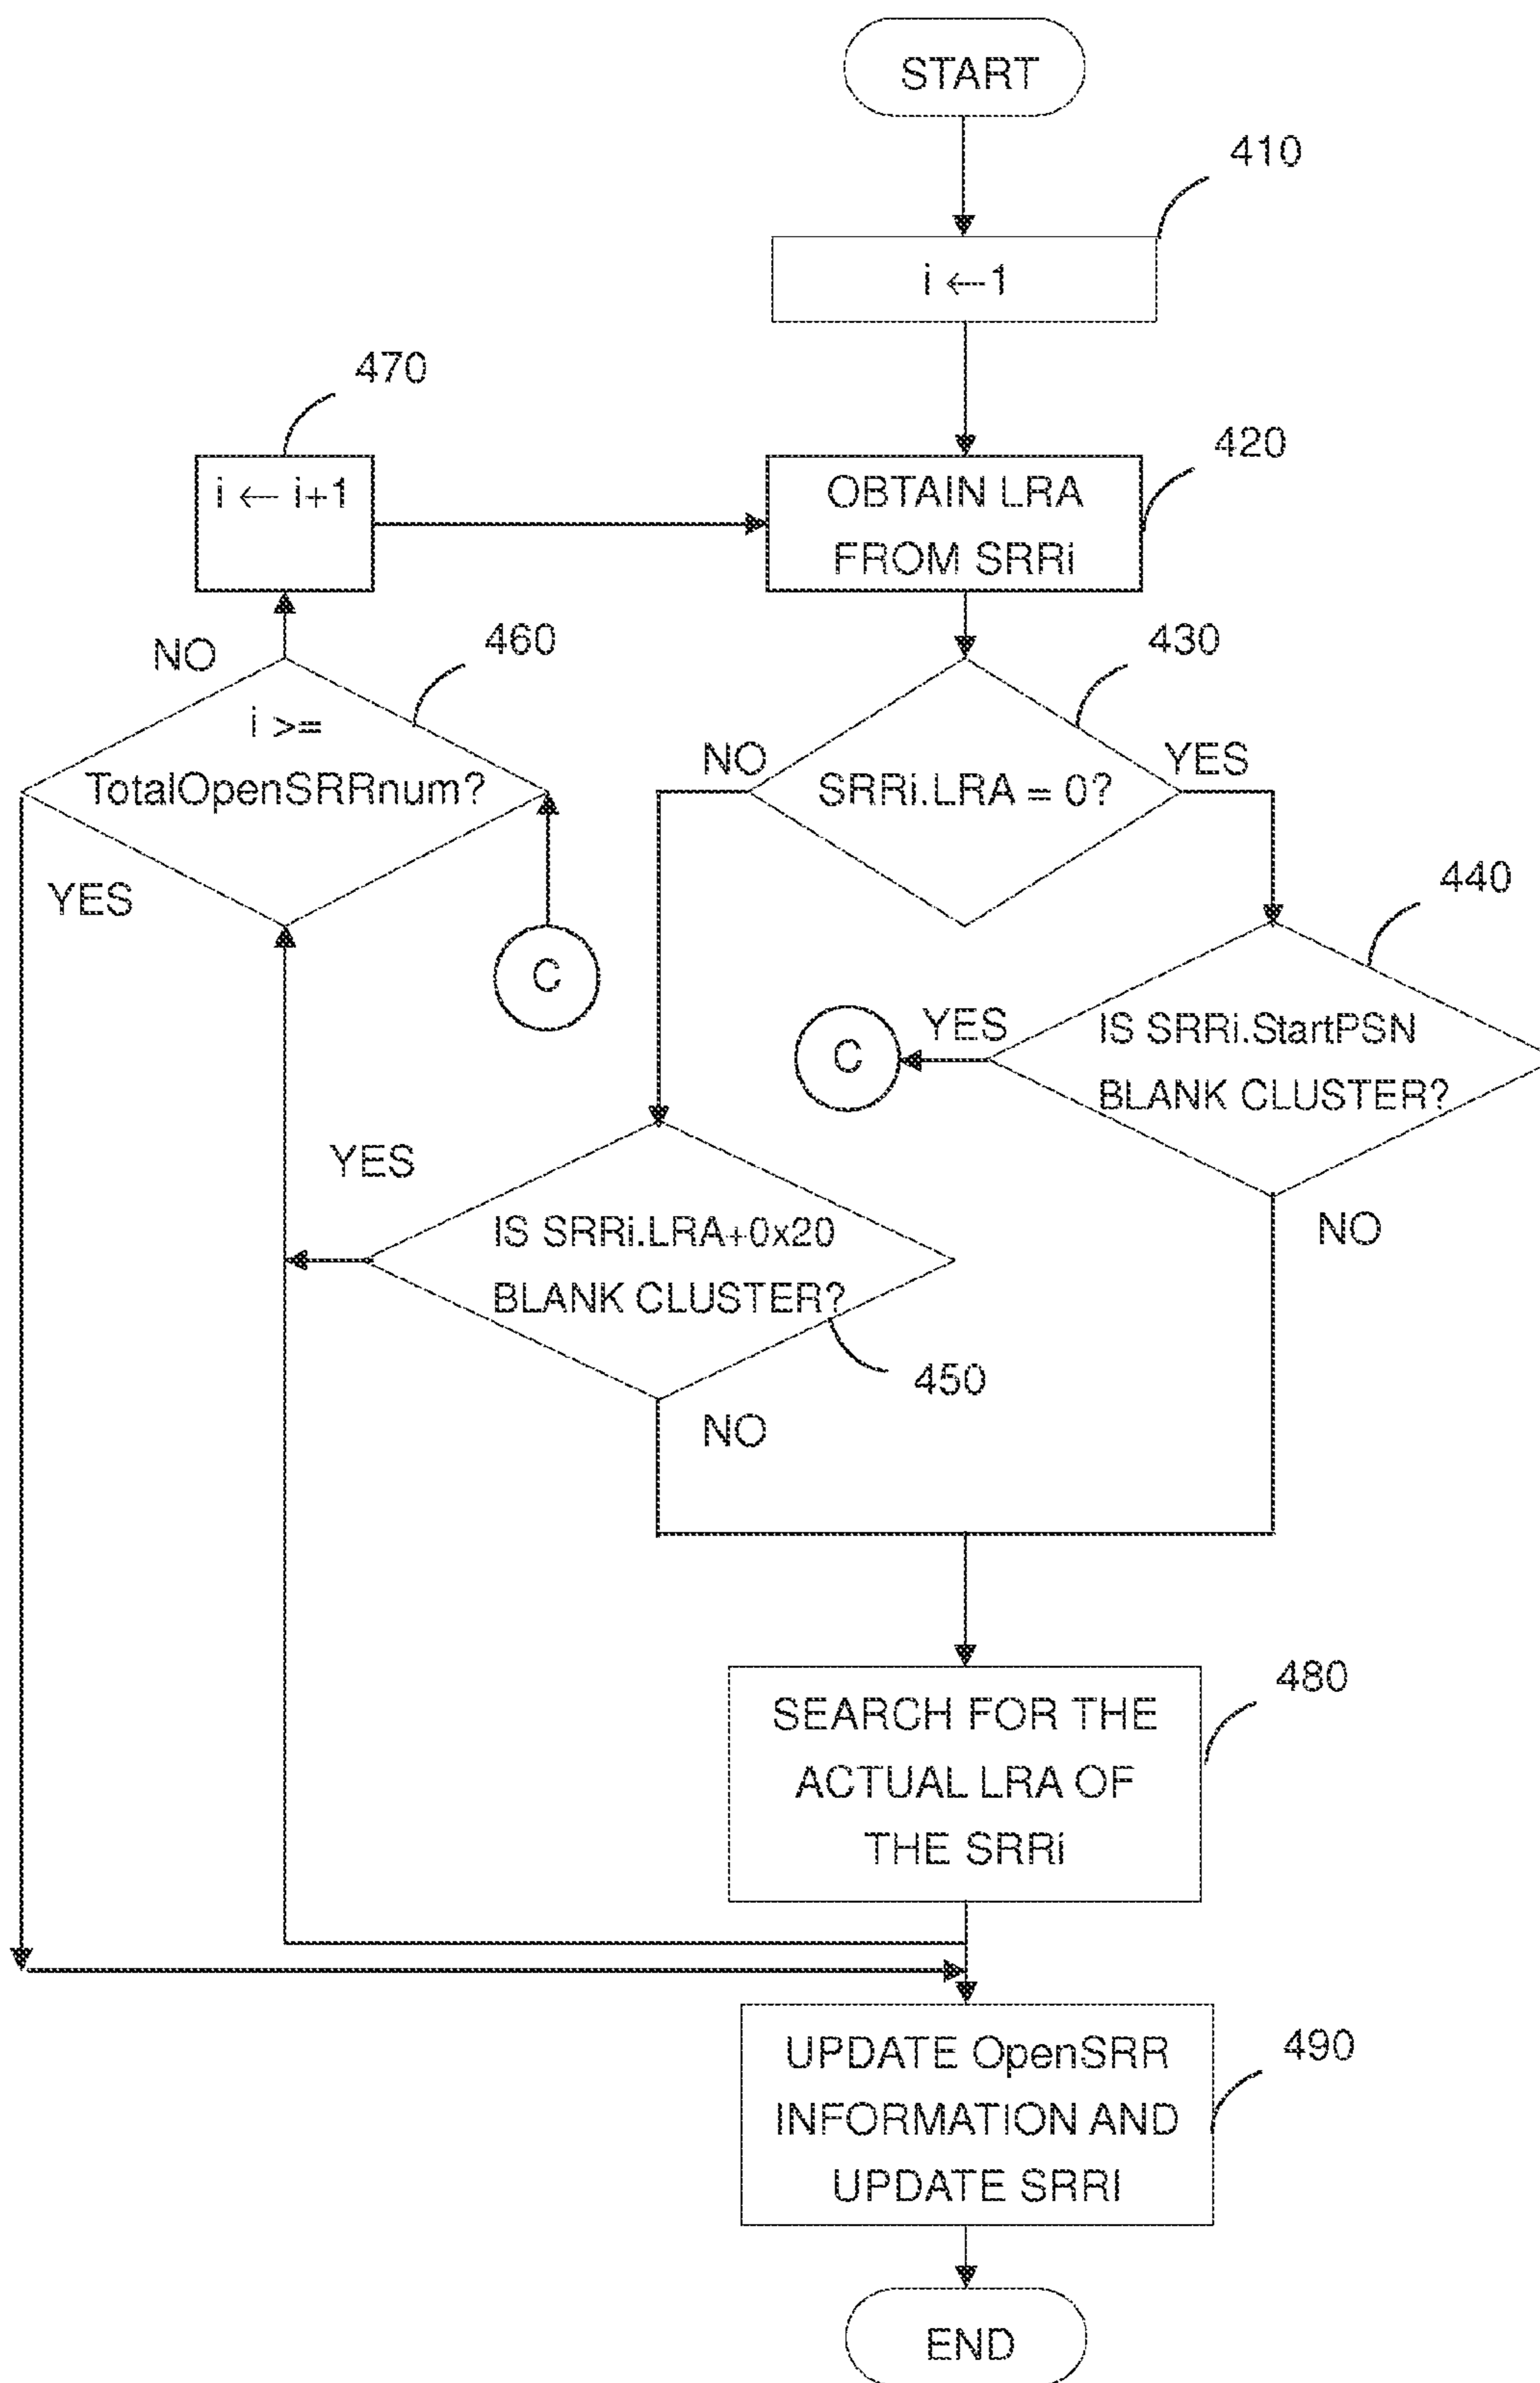 START
410
i ←1
470
420
i ← i+1
OBTAIN LRA
FROM SRRi
NO
460
430
i >=
TotalOpenSRRnum?
NO
SRRi.LRA = 0?
YES
YES
440
C
YES
C
IS SRRi.StartPSN
BLANK CLUSTER?
YES
NO
IS SRRi.LRA+0x20
BLANK CLUSTER?
450
NO
480
SEARCH FOR THE
ACTUAL LRA OF
THE SRRi
490
UPDATE OpenSRR
INFORMATION AND
UPDATE SRRI
END